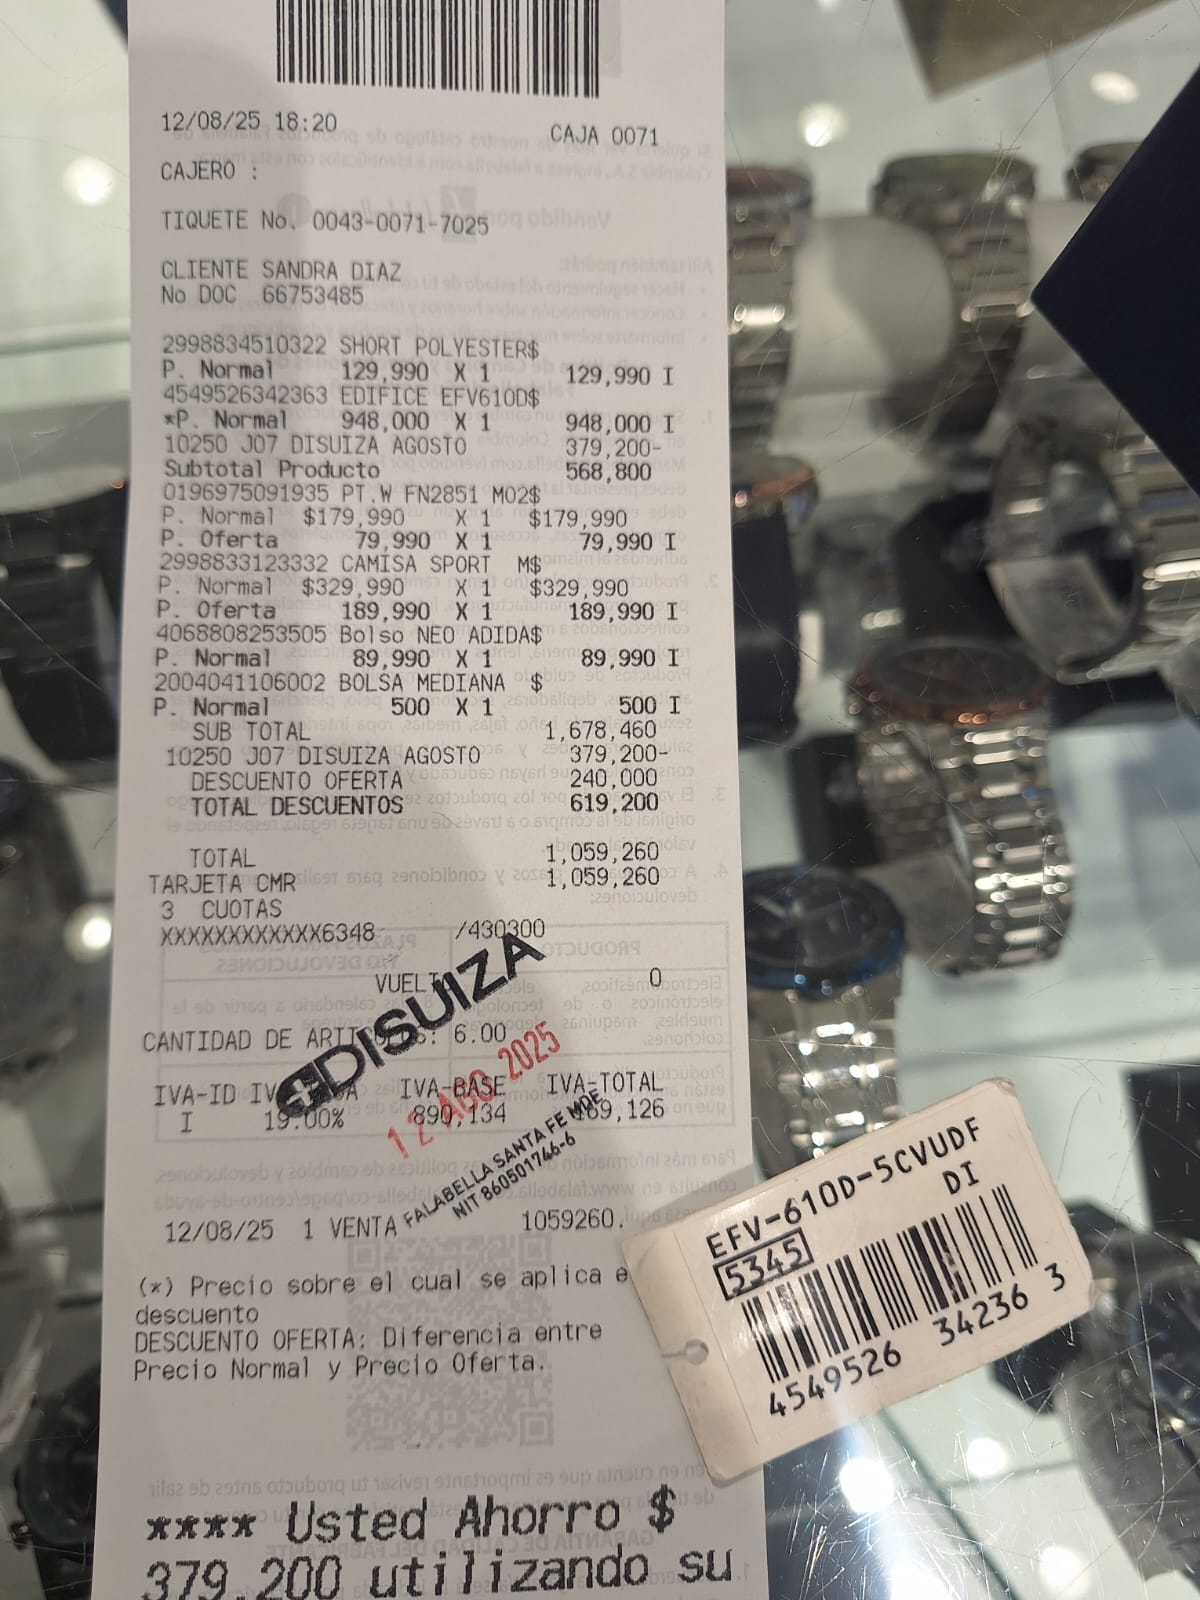 12/08/25 18:20 CAJA 0071
CAJERO :
TIQUETE No. 0043-0071-7025
CLIENTE SANDRA DIAZ
No DOC 66753485
2998834510322 SHORT POLYESTER$
P. Normal 129,990 X 1 129,990 I
4549526342363 EDIFICE EFV610D$
*P. Normal 948,000 X 1 948,000 I
10250 J07 DISUIZA AGOSTO 379,200-
Subtotal Producto 568,800
0196975091935 PT.W FN2851 M02$
P. Normal $179,990 X 1 $179,990
P. Oferta 79,990 X 1 79,990 I
2998833123332 CAMISA SPORT M$
P. Normal $329,990 X 1 $329,990
P. Oferta 189,990 X 1 189,990 I
4068808253505 Bolso NEO ADIDA$
P. Normal 89,990 X 1 89,990 I
2004041106002 BOLSA MEDIANA $
P. Normal 500 X 1 500 I
SUB TOTAL 1,678,460
10250 J07 DISUIZA AGOSTO 379,200-
DESCUENTO OFERTA 240,000
TOTAL DESCUENTOS 619,200
TOTAL 1,059,260
TARJETA CMR 1,059,260
3 CUOTAS
XXXXXXXXXXXX6348 /430300
0
CANTIDAD DE 6.00
DISUIZA
12 AGO 2025
FALABELLA SANTA FE MDE
NIT 860501746-6
IVA-ID IVA-BASE IVA-TOTAL
I 19.00% 890,134
12/08/25 1 VENTA 1059260.
(*) Precio sobre el cual se aplica
descuento
DESCUENTO OFERTA: Diferencia entre
Precio Normal y Precio Oferta.
**** Usted Ahorro $
379,200 utilizando su
EFV-610D-5CVUDF
DI
5345
4549526 34236 3